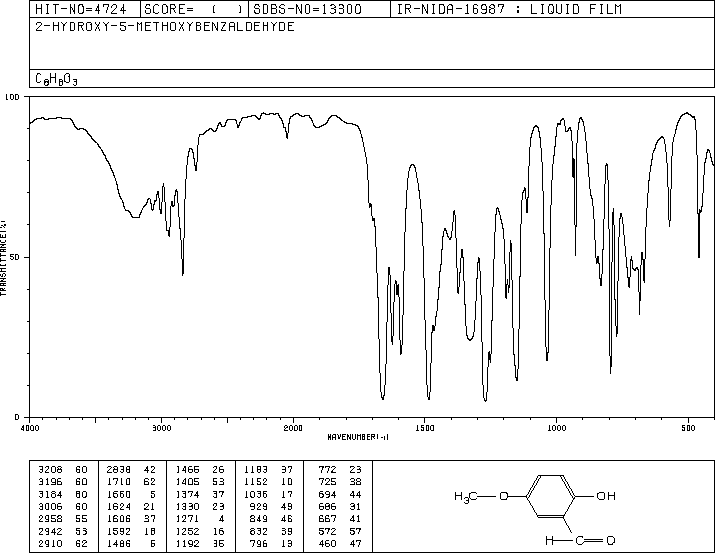 HIT-NO=4724 SCORE= ( ) SDBS-NO=13300 IR-NIDA-16987 : LIQUID FILM
2-HYDROXY-5-METHOXYBENZALDEHYDE
C8H8O3
100
50
0
TRANSMITTANCE(%)
4000 3000 2000 1500 1000 500
WAVENUMBER(-1)
3208 60 2838 42 1466 26 1183 37 772 23
3196 60 1710 62 1405 53 1152 10 725 38
3184 60 1660 5 1374 37 1036 17 694 44
3006 60 1624 21 1330 23 929 49 686 31
2958 55 1606 37 1271 4 849 46 667 41
2942 53 1592 18 1252 16 832 39 572 57
2910 62 1486 5 1192 36 796 13 460 47
H3C O OH
H C O